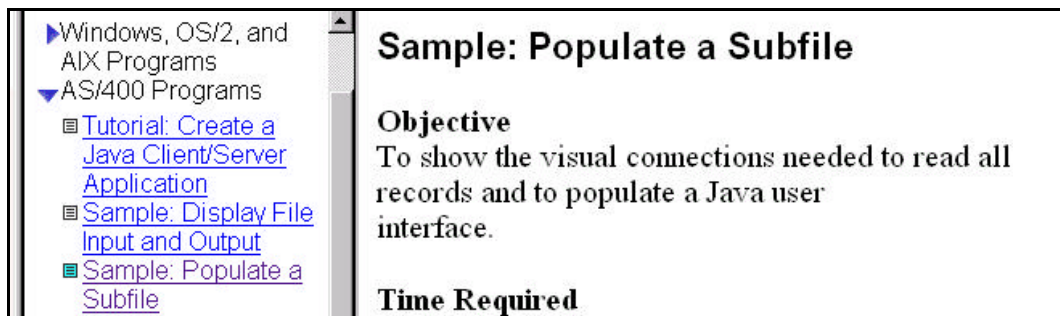 Windows, OS/2, and
AIX Programs
AS/400 Programs
Tutorial: Create a
Java Client/Server
Application
Sample: Display File
Input and Output
Sample: Populate a
Subfile
Sample: Populate a Subfile
Objective
To show the visual connections needed to read all
records and to populate a Java user
interface.
Time Required